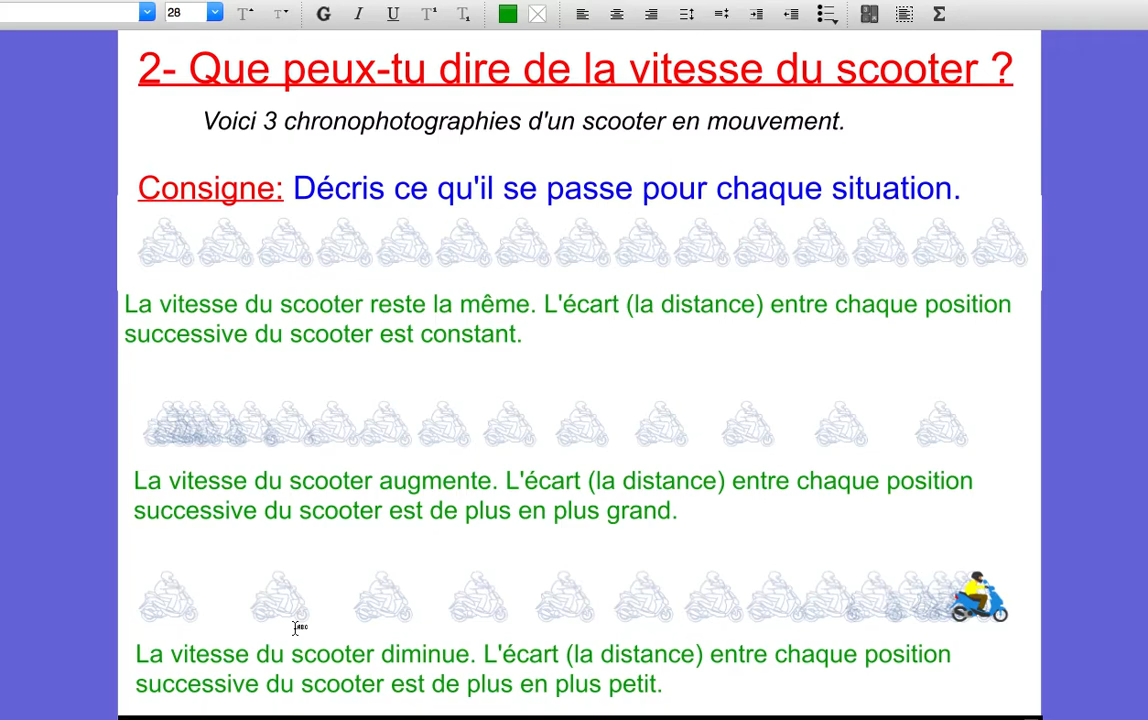 28
G I U T T Σ
2- Que peux-tu dire de la vitesse du scooter ?
Voici 3 chronophotographies d'un scooter en mouvement.
Consigne: Décris ce qu'il se passe pour chaque situation.
La vitesse du scooter reste la même. L'écart (la distance) entre chaque position
successive du scooter est constant.
La vitesse du scooter augmente. L'écart (la distance) entre chaque position
successive du scooter est de plus en plus grand.
La vitesse du scooter diminue. L'écart (la distance) entre chaque position
successive du scooter est de plus en plus petit.